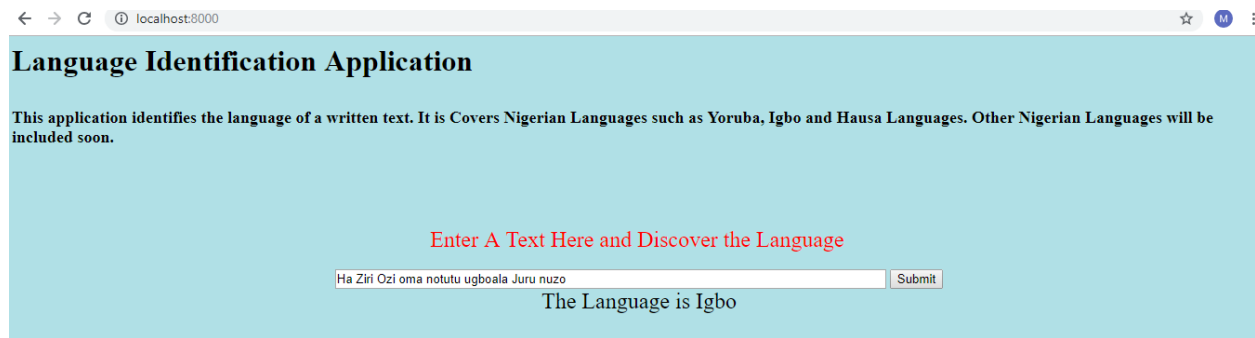 localhost:8000
M
Language Identification Application
This application identifies the language of a written text. It is Covers Nigerian Languages such as Yoruba, Igbo and Hausa Languages. Other Nigerian Languages will be
included soon.
Enter A Text Here and Discover the Language
Ha Ziri Ozi oma notutu ugboala Juru nuzo Submit
The Language is Igbo